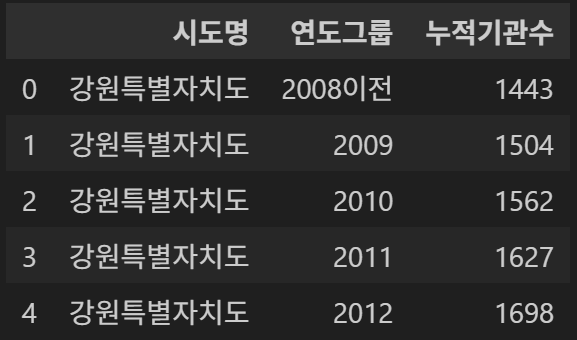 시도명 연도그룹 누적기관수
0 강원특별자치도 2008이전 1443
1 강원특별자치도 2009 1504
2 강원특별자치도 2010 1562
3 강원특별자치도 2011 1627
4 강원특별자치도 2012 1698